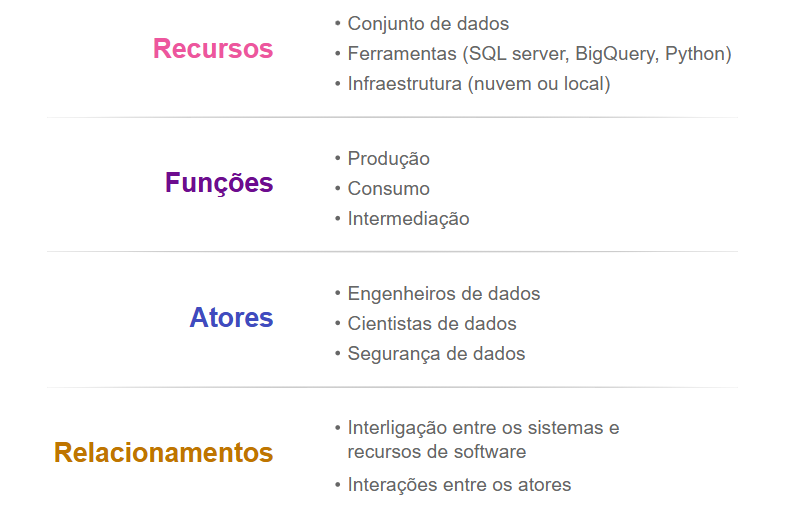 Recursos
• Conjunto de dados
• Ferramentas (SQL server, BigQuery, Python)
• Infraestrutura (nuvem ou local)
Funções
• Produção
• Consumo
• Intermediação
Atores
• Engenheiros de dados
• Cientistas de dados
• Segurança de dados
Relacionamentos
• Interligação entre os sistemas e
recursos de software
• Interações entre os atores